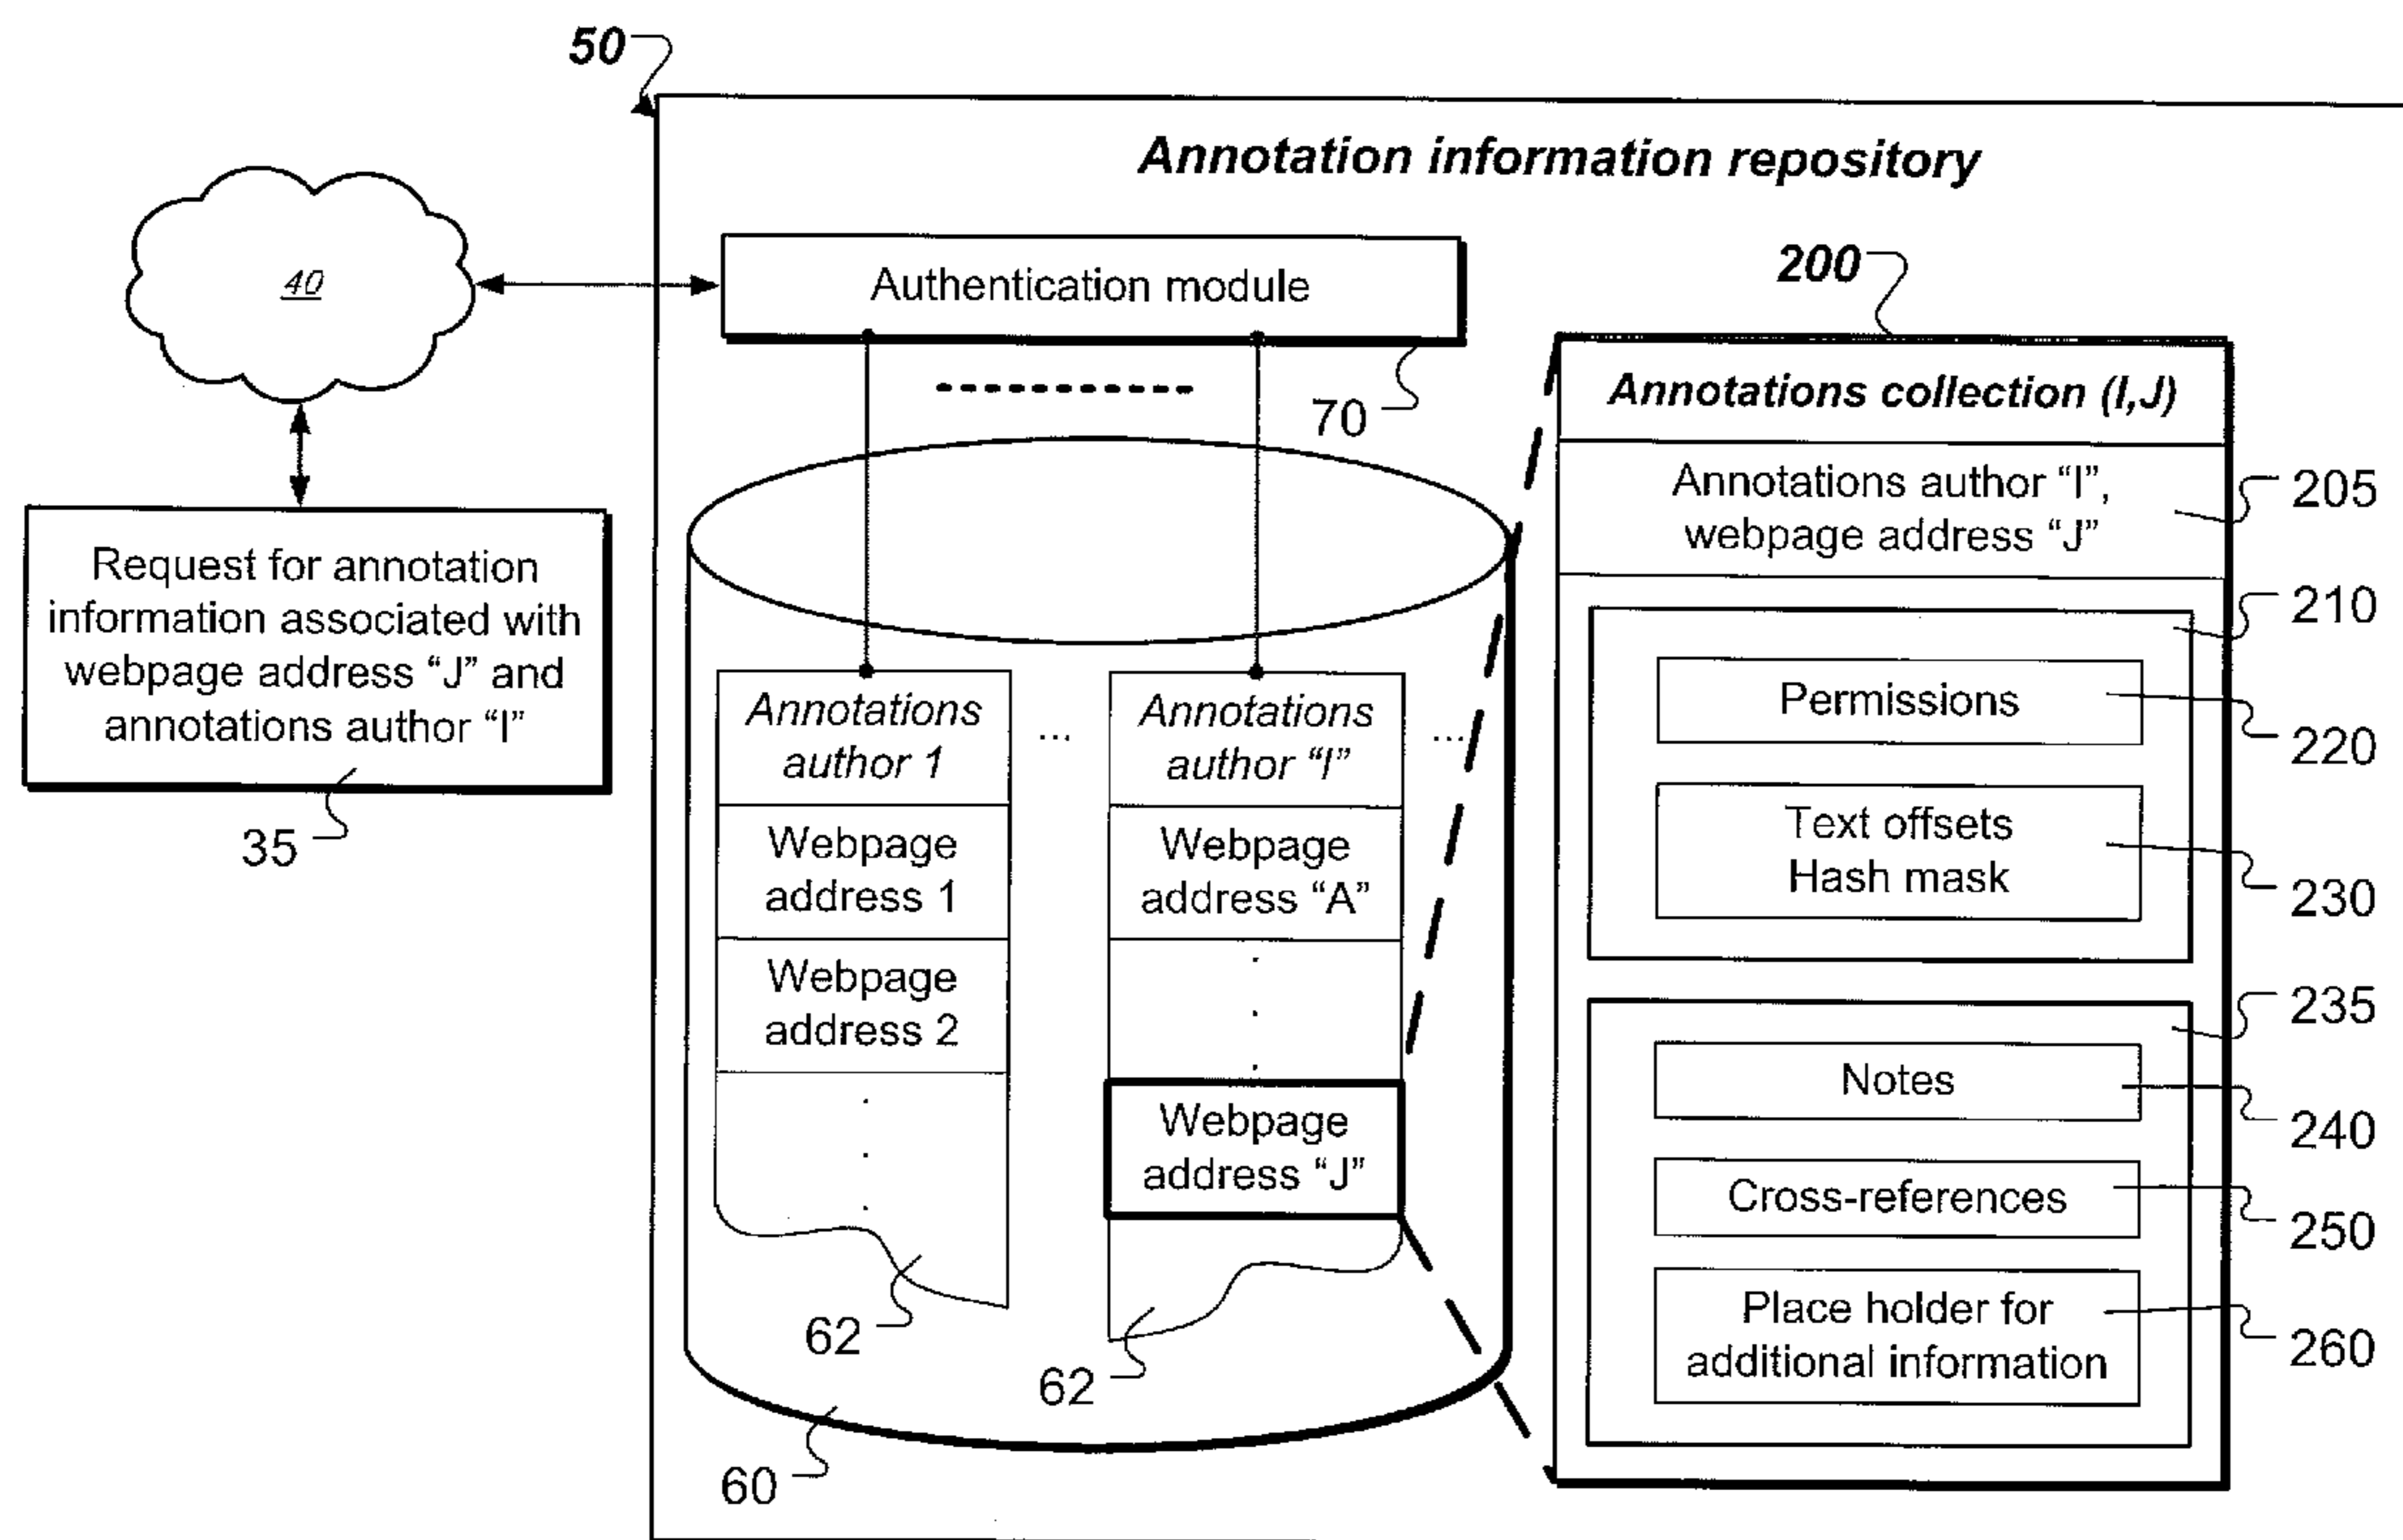 50
Annotation information repository
40
Authentication module
70
200
Annotations collection (I,J)
Annotations author “I”,
webpage address “J”
205
210
Permissions
220
Text offsets
Hash mask
230
235
Notes
240
Cross-references
250
Place holder for
additional information
260
Request for annotation
information associated with
webpage address “J” and
annotations author “I”
35
Annotations
author 1
Webpage
address 1
Webpage
address 2
.
.
.
62
...
Annotations
author “I”
Webpage
address “A”
.
.
.
Webpage
address “J”
62
...
60